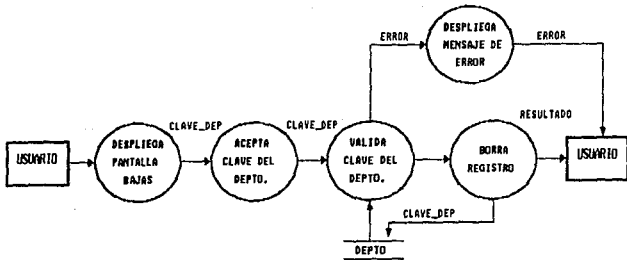 ERROR
DESPLIEGA
MENSAJE DE
ERROR
ERROR
USUARIO
DESPLIEGA
PANTALLA
BAJAS
CLAVE_DEP
ACEPTA
CLAVE DEL
DEPTO.
CLAVE_DEP
VALIDA
CLAVE DEL
DEPTO.
BORRA
REGISTRO
RESULTADO
USUARIO
CLAVE_DEP
DEPTO